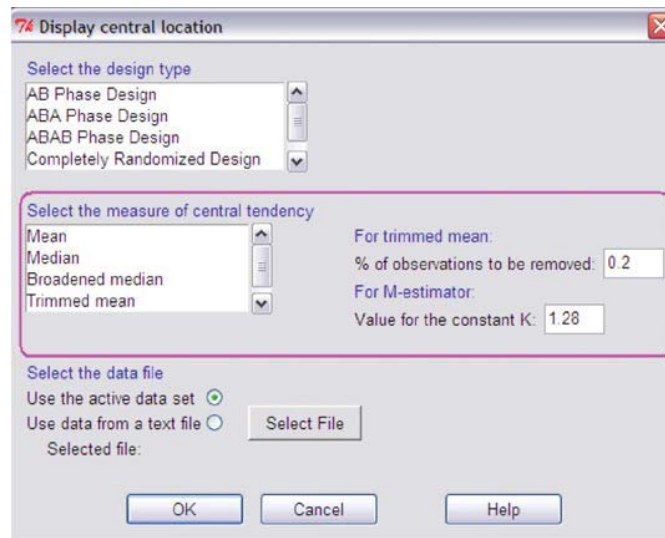 Display central location
Select the design type
AB Phase Design
ABA Phase Design
ABAB Phase Design
Completely Randomized Design
Select the measure of central tendency
Mean
Median
Broadened median
Trimmed mean
For trimmed mean:
% of observations to be removed: 0.2
For M-estimator:
Value for the constant K: 1.28
Select the data file
Use the active data set
Use data from a text file
Select File
Selected file:
OK
Cancel
Help